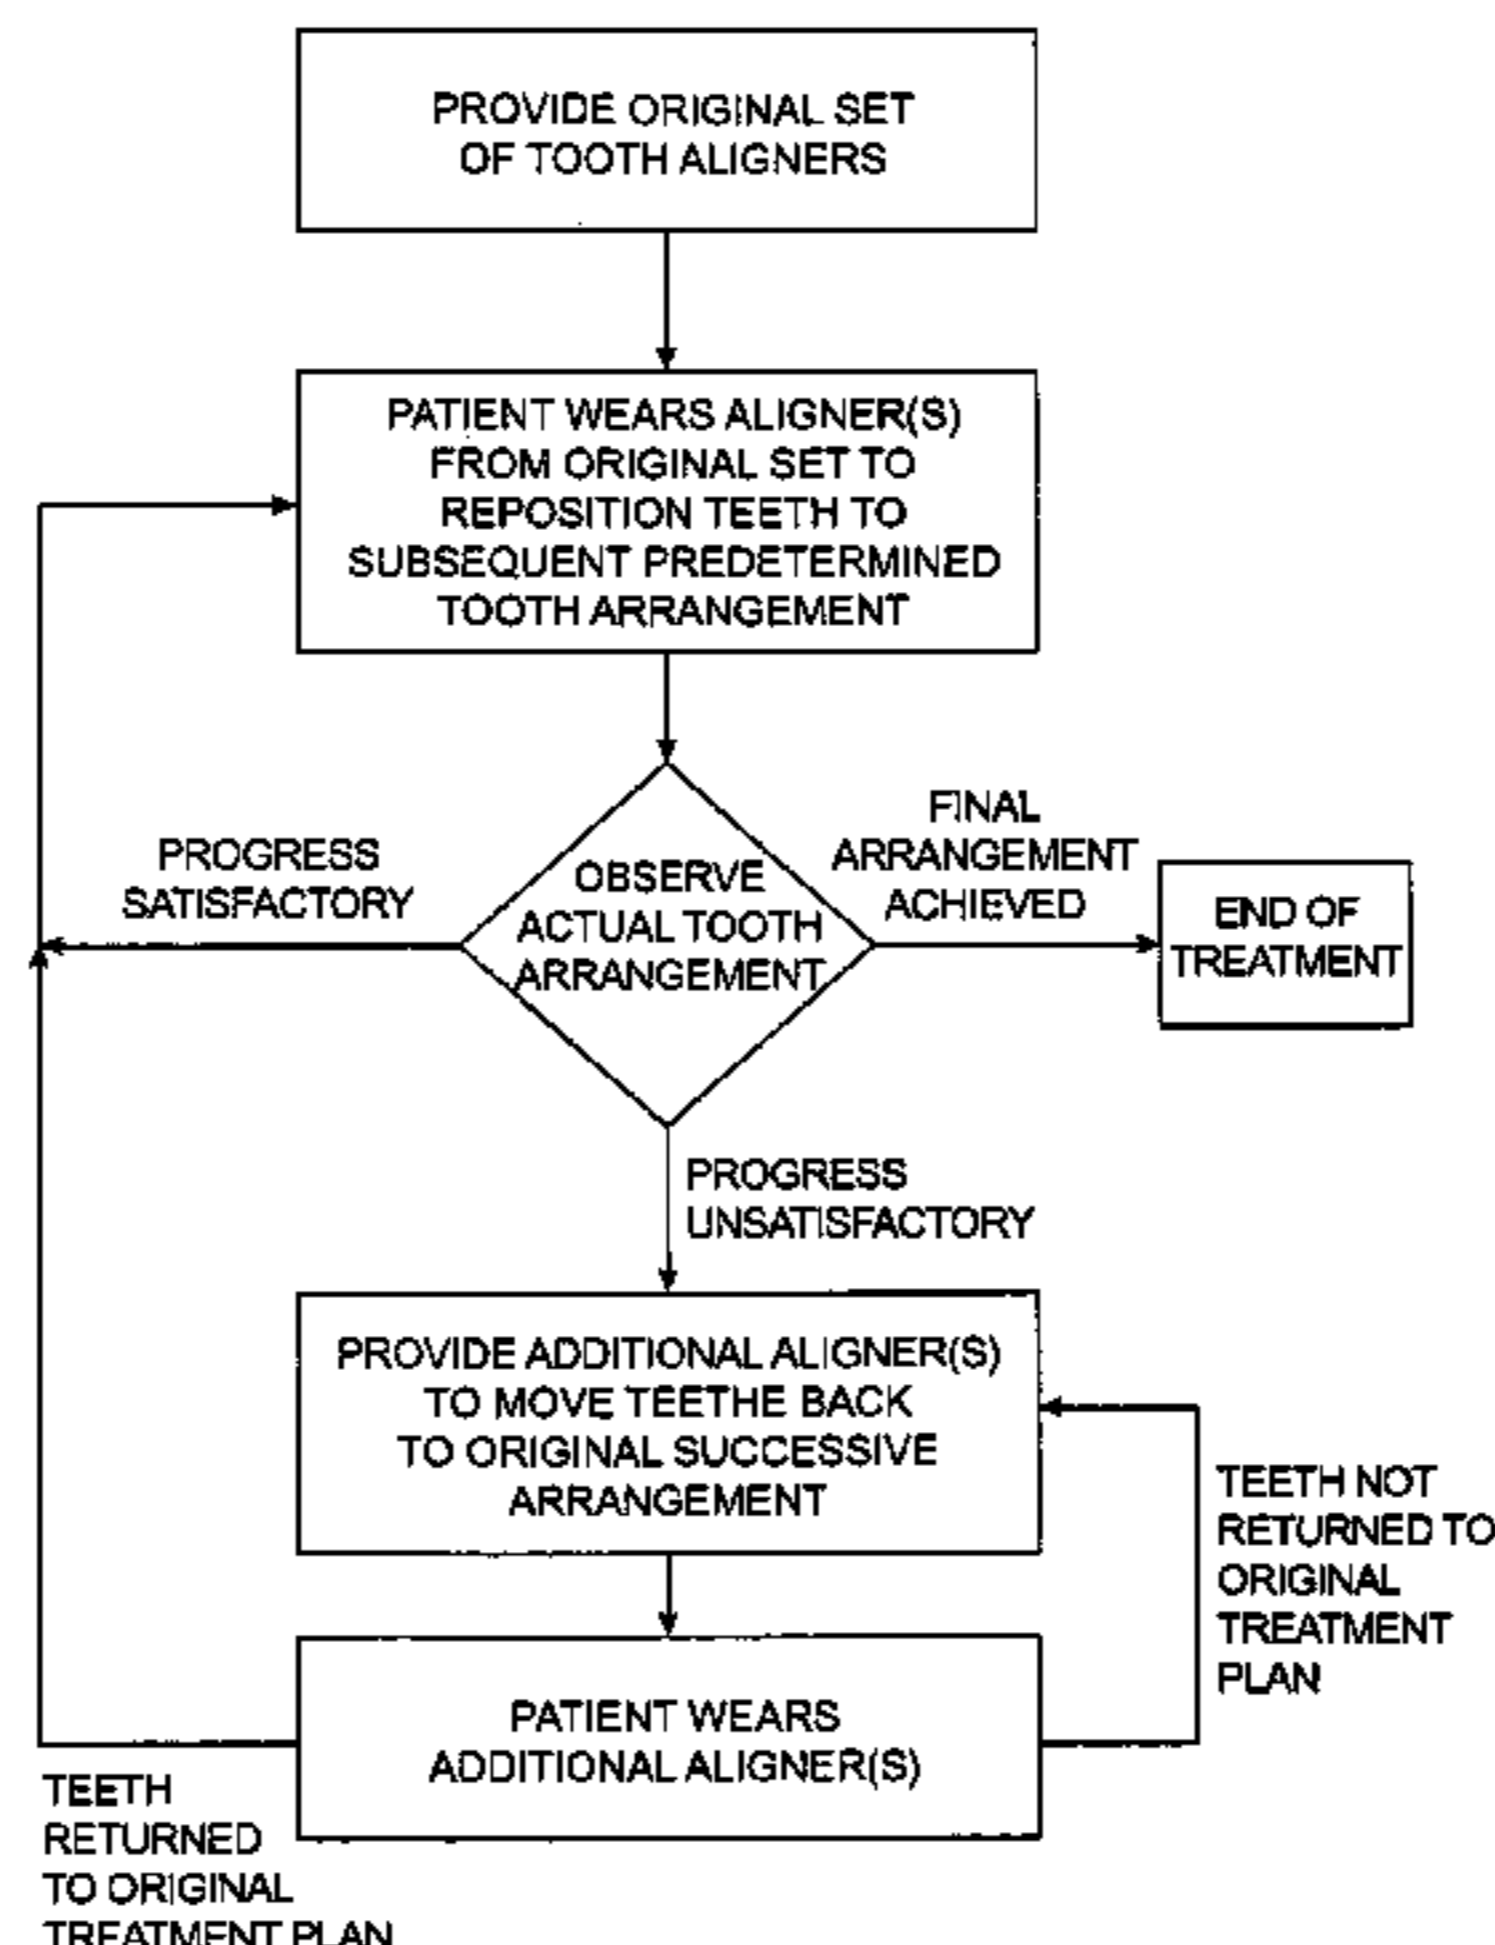 PROVIDE ORIGINAL SET
OF TOOTH ALIGNERS
PATIENT WEARS ALIGNER(S)
FROM ORIGINAL SET TO
REPOSITION TEETH TO
SUBSEQUENT PREDETERMINED
TOOTH ARRANGEMENT
PROGRESS
SATISFACTORY
OBSERVE
ACTUAL TOOTH
ARRANGEMENT
FINAL
ARRANGEMENT
ACHIEVED
END OF
TREATMENT
PROGRESS
UNSATISFACTORY
PROVIDE ADDITIONAL ALIGNER(S)
TO MOVE TEETHE BACK
TO ORIGINAL SUCCESSIVE
ARRANGEMENT
TEETH NOT
RETURNED TO
ORIGINAL
TREATMENT
PLAN
PATIENT WEARS
ADDITIONAL ALIGNER(S)
TEETH
RETURNED
TO ORIGINAL
TREATMENT PLAN